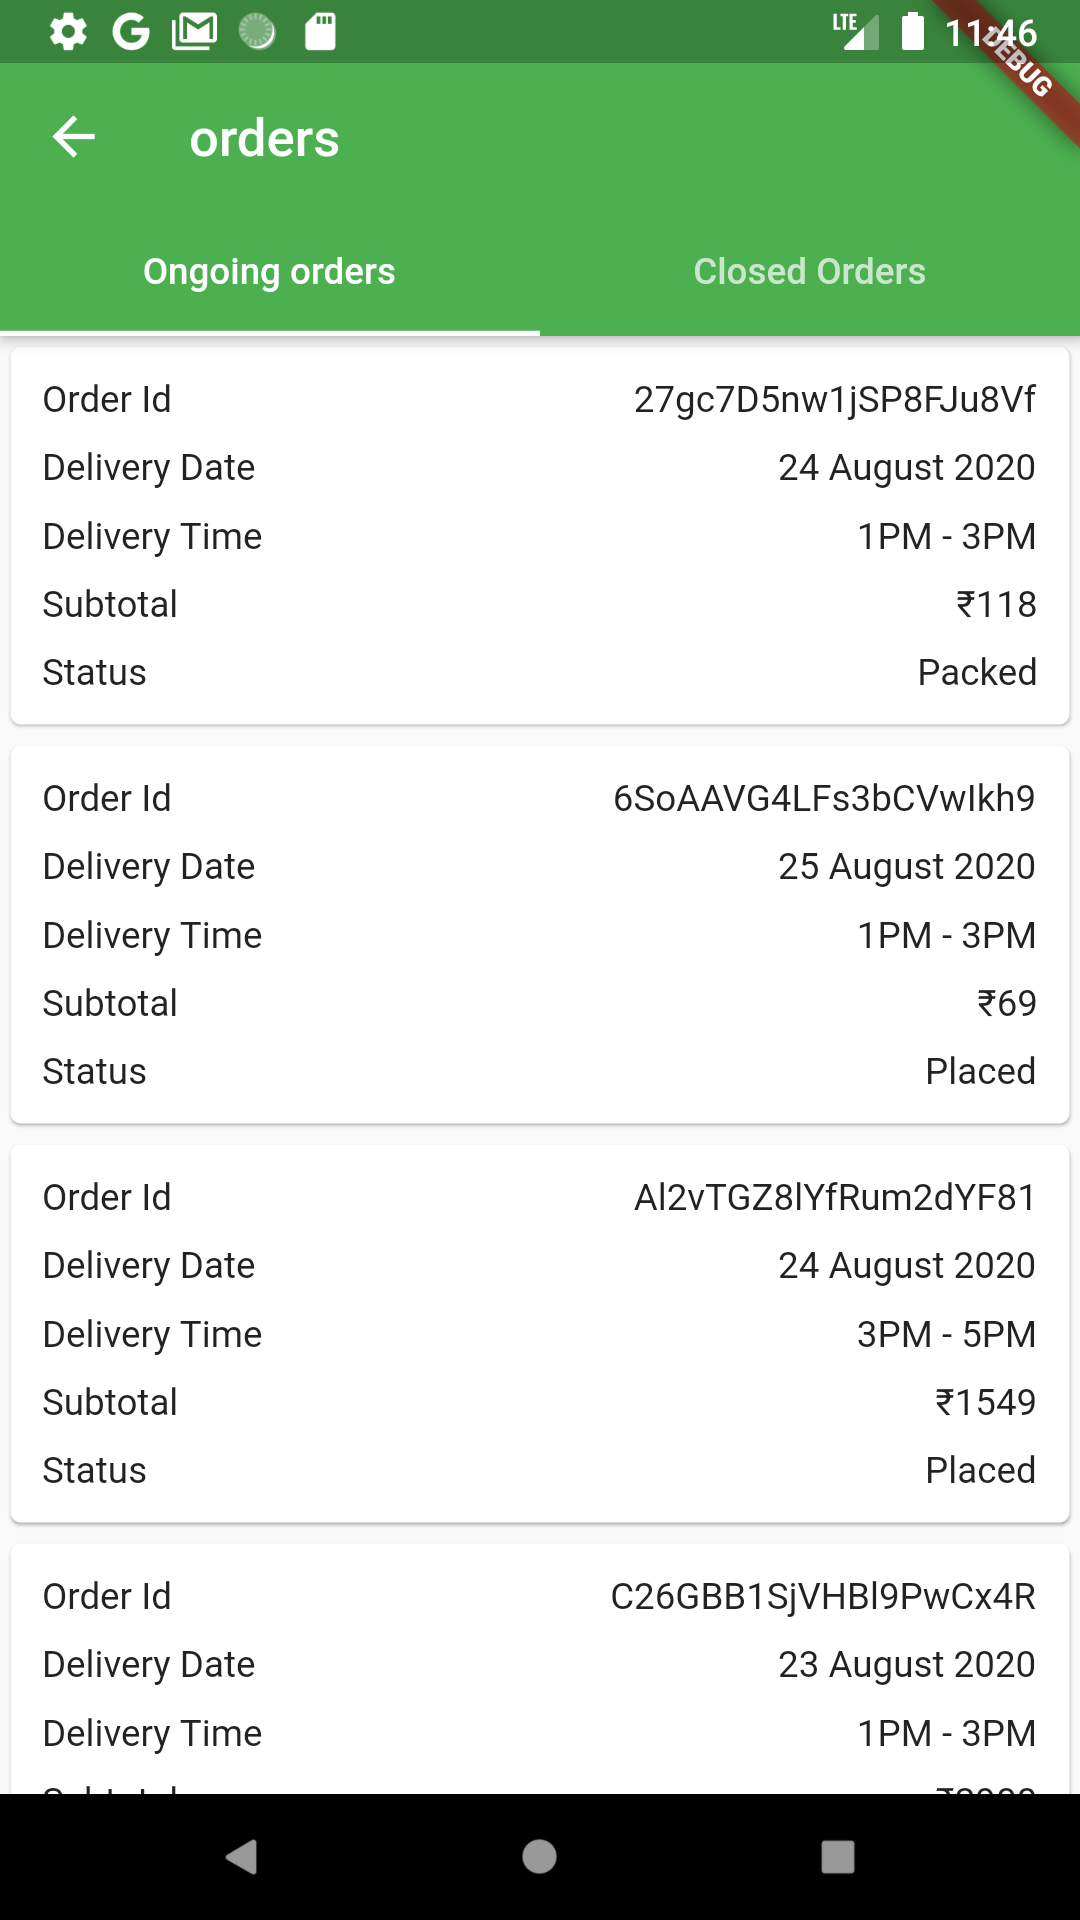 LTE 11:46
DEBUG
orders
Ongoing orders Closed Orders
Order Id 27gc7D5nw1jSP8FJu8Vf
Delivery Date 24 August 2020
Delivery Time 1PM - 3PM
Subtotal ₹118
Status Packed
Order Id 6SoAAVG4LFs3bCVwIkh9
Delivery Date 25 August 2020
Delivery Time 1PM - 3PM
Subtotal ₹69
Status Placed
Order Id Al2vTGZ8lYfRum2dYF81
Delivery Date 24 August 2020
Delivery Time 3PM - 5PM
Subtotal ₹1549
Status Placed
Order Id C26GBB1SjVHBl9PwCx4R
Delivery Date 23 August 2020
Delivery Time 1PM - 3PM
Subtotal